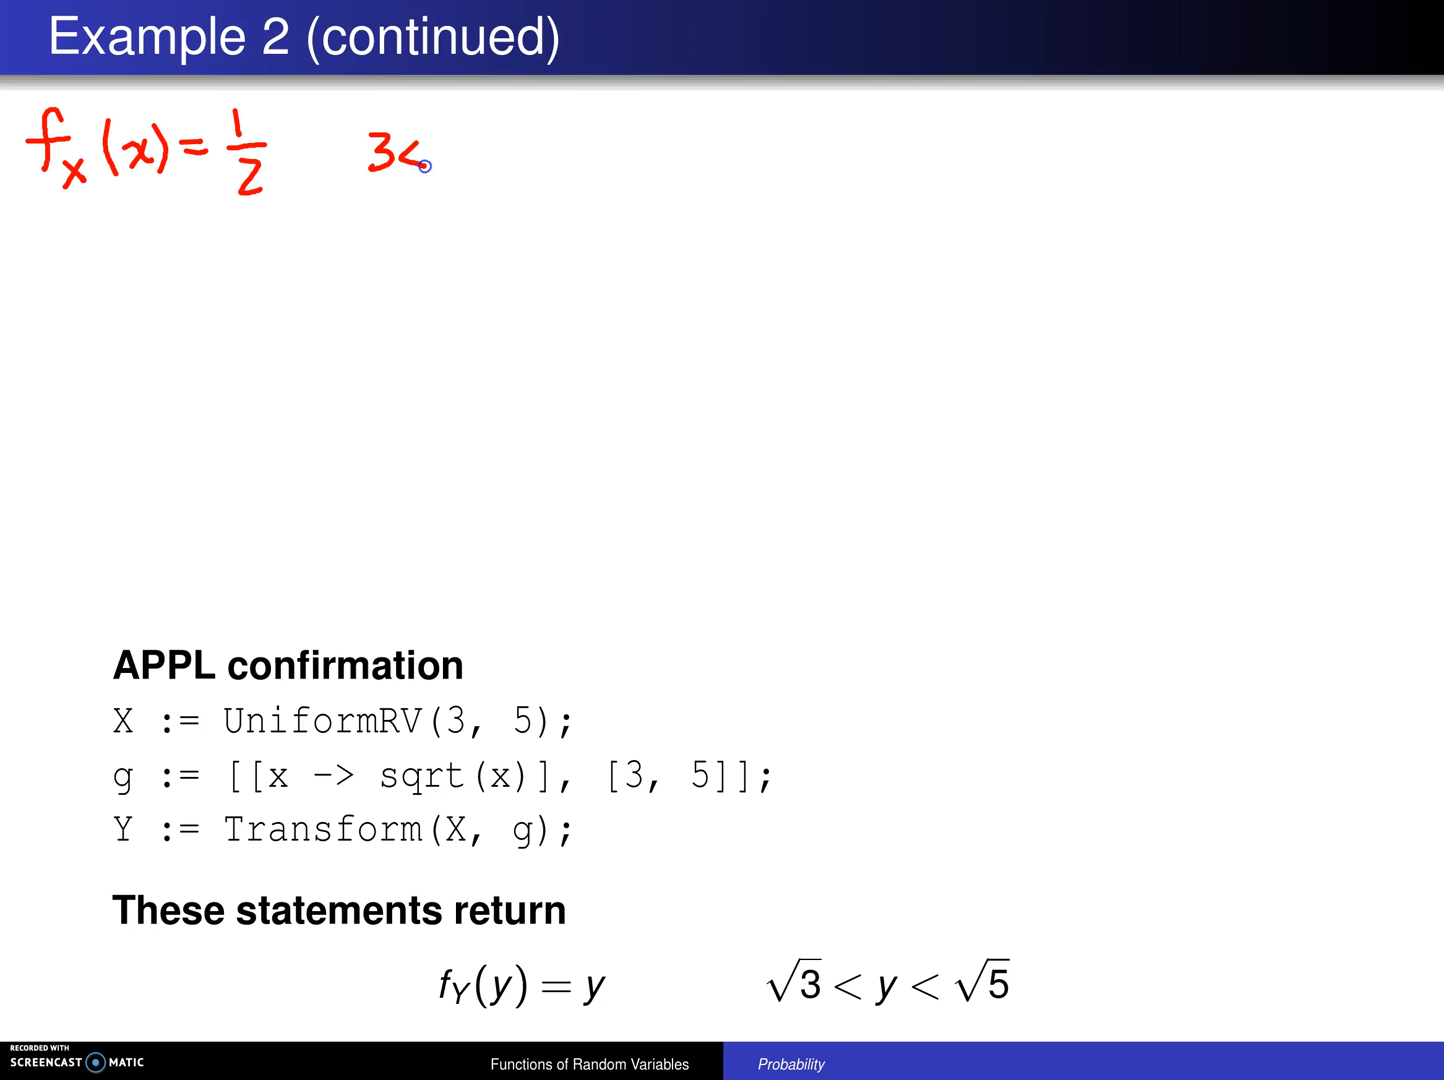 Example 2 (continued)
f_X (x) = 1/2 3<
APPL confirmation
X := UniformRV(3, 5);
g := [[x -> sqrt(x)], [3, 5]];
Y := Transform(X, g);
These statements return
f_Y(y) = y √3 < y < √5
RECORDED WITH
SCREENCAST MATIC
Functions of Random Variables Probability